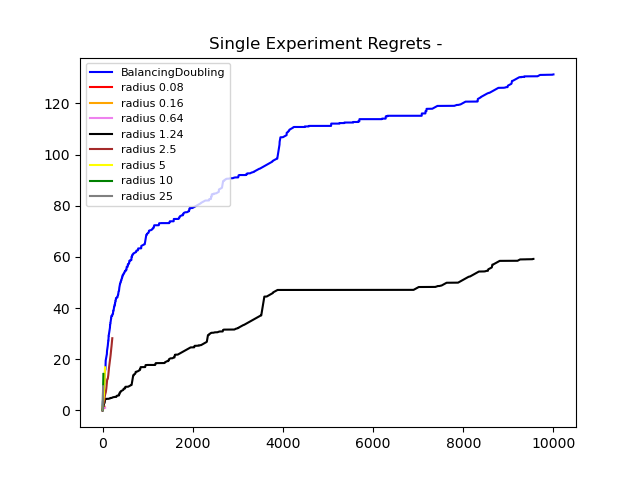 Single Experiment Regrets -
BalancingDoubling
radius 0.08
radius 0.16
radius 0.64
radius 1.24
radius 2.5
radius 5
radius 10
radius 25
120
100
80
60
40
20
0
0 2000 4000 6000 8000 10000